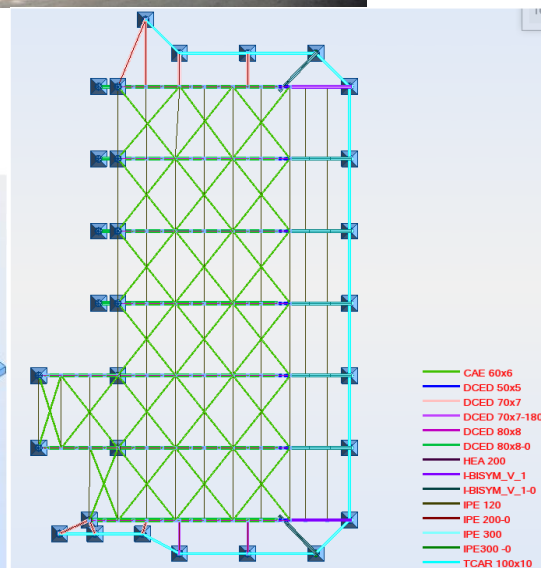 CAE 60x6
DCED 50x5
DCED 70x7
DCED 70x7-180
DCED 80x8
DCED 80x8-0
HEA 200
I-BISYM_V_1
I-BISYM_V_1-0
IPE 120
IPE 200-0
IPE 300
IPE300 -0
TCAR 100x10